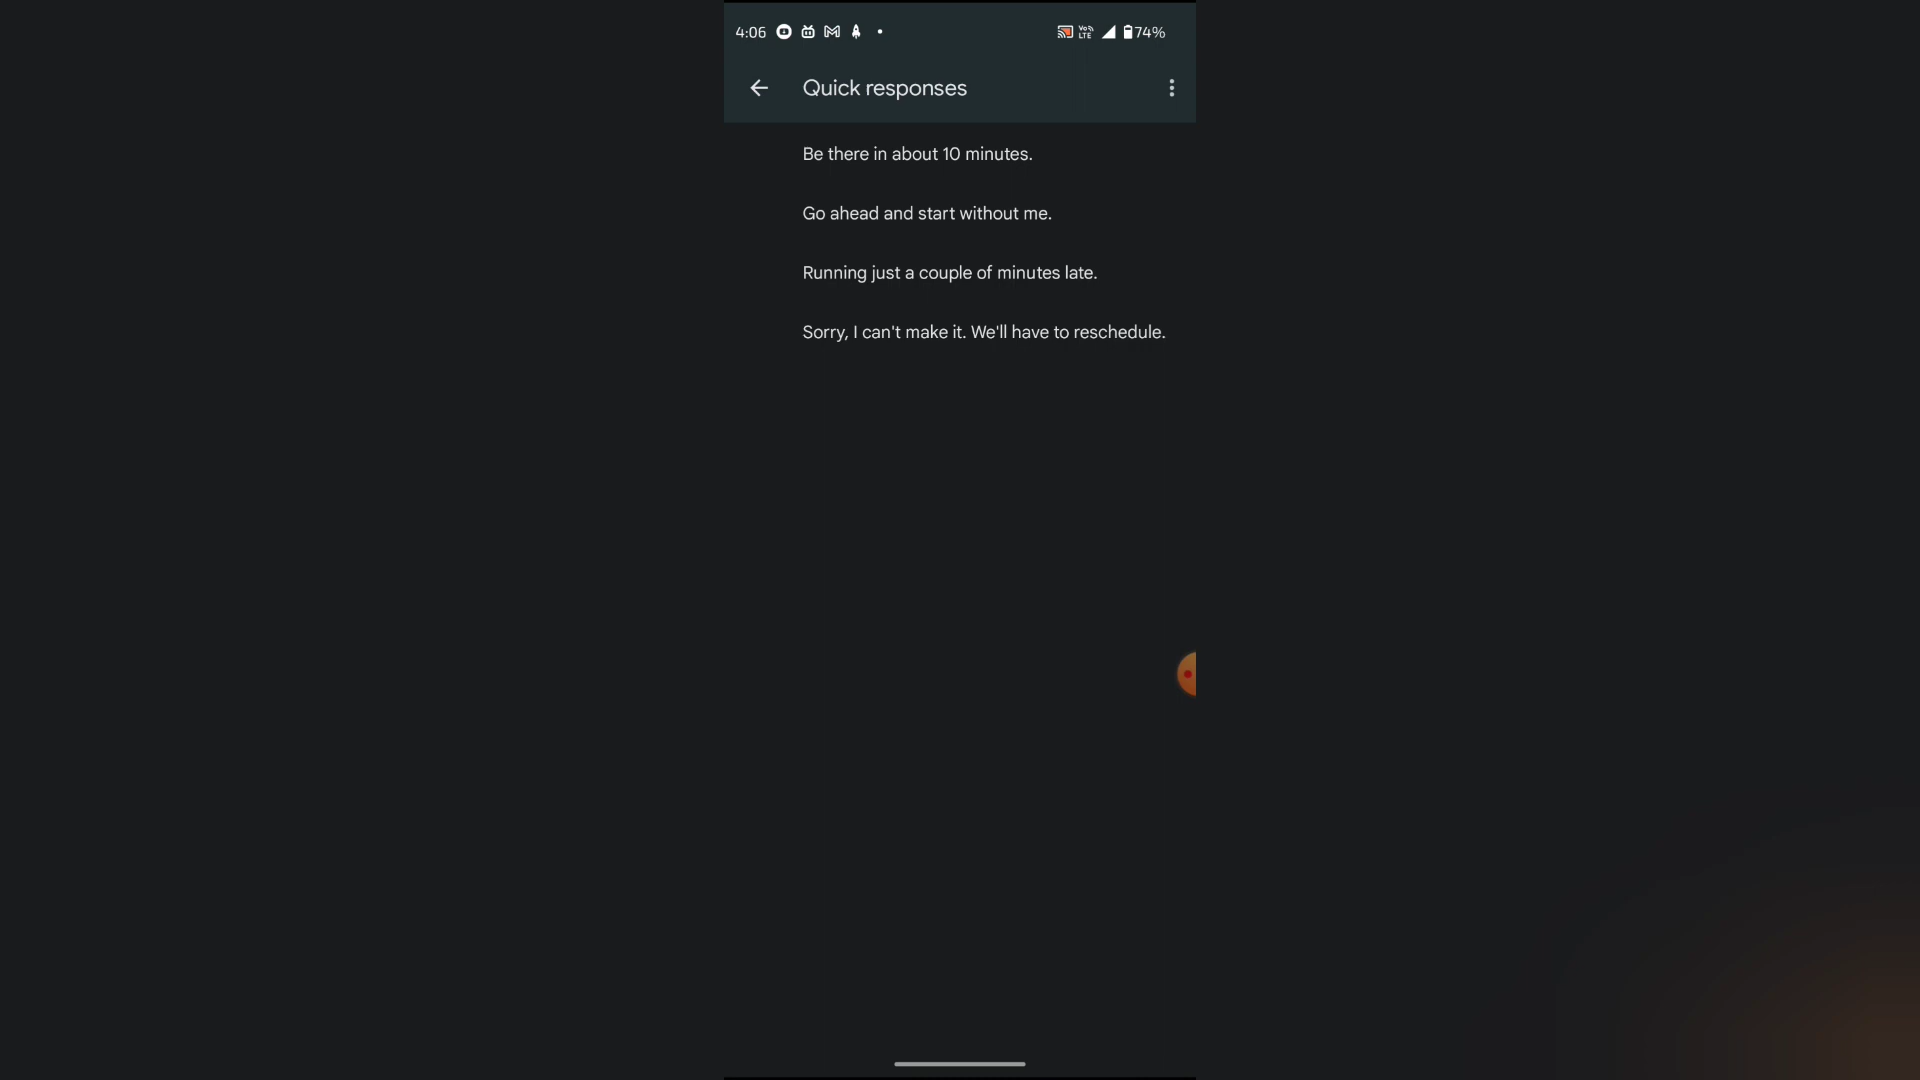 4:06 VoLTE 74%
Quick responses
Be there in about 10 minutes.
Go ahead and start without me.
Running just a couple of minutes late.
Sorry, I can't make it. We'll have to reschedule.